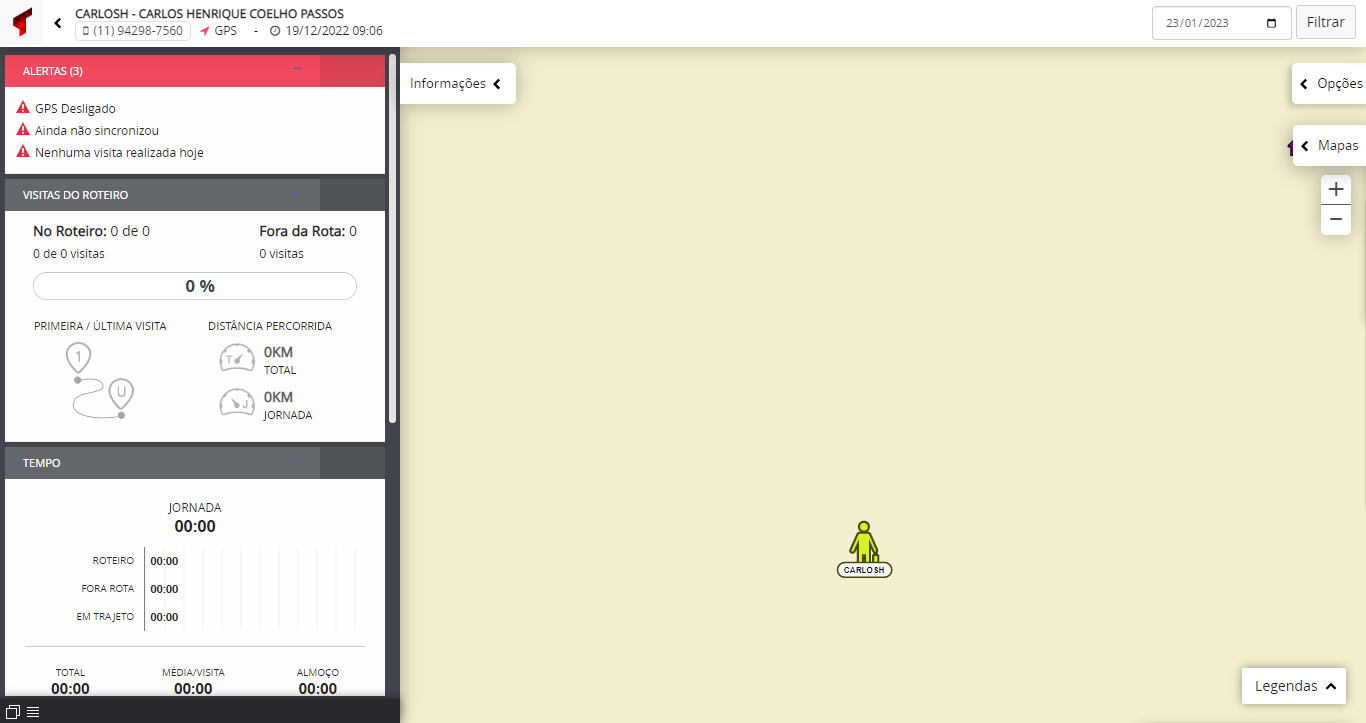 CARLOSH - CARLOS HENRIQUE COELHO PASSOS
(11) 94298-7560 GPS - 19/12/2022 09:06
23/01/2023
Filtrar
ALERTAS (3)
GPS Desligado
Ainda não sincronizou
Nenhuma visita realizada hoje
VISITAS DO ROTEIRO
No Roteiro: 0 de 0 Fora da Rota: 0
0 de 0 visitas 0 visitas
0 %
PRIMEIRA / ÚLTIMA VISITA DISTÂNCIA PERCORRIDA
1
U
T 0KM
TOTAL
J 0KM
JORNADA
TEMPO
JORNADA
00:00
ROTEIRO 00:00
FORA ROTA 00:00
EM TRAJETO 00:00
TOTAL MÉDIA/VISITA ALMOÇO
00:00 00:00 00:00
Informações
Opções
Mapas
+
−
CARLOSH
Legendas